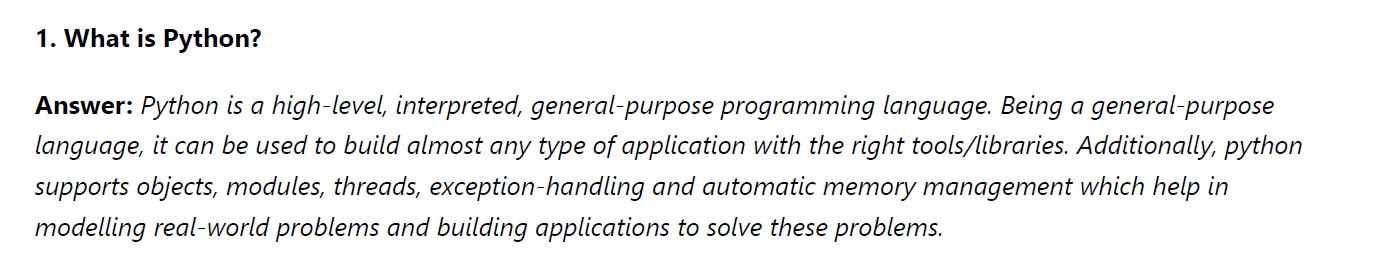 1. What is Python?
Answer: Python is a high-level, interpreted, general-purpose programming language. Being a general-purpose
language, it can be used to build almost any type of application with the right tools/libraries. Additionally, python
supports objects, modules, threads, exception-handling and automatic memory management which help in
modelling real-world problems and building applications to solve these problems.